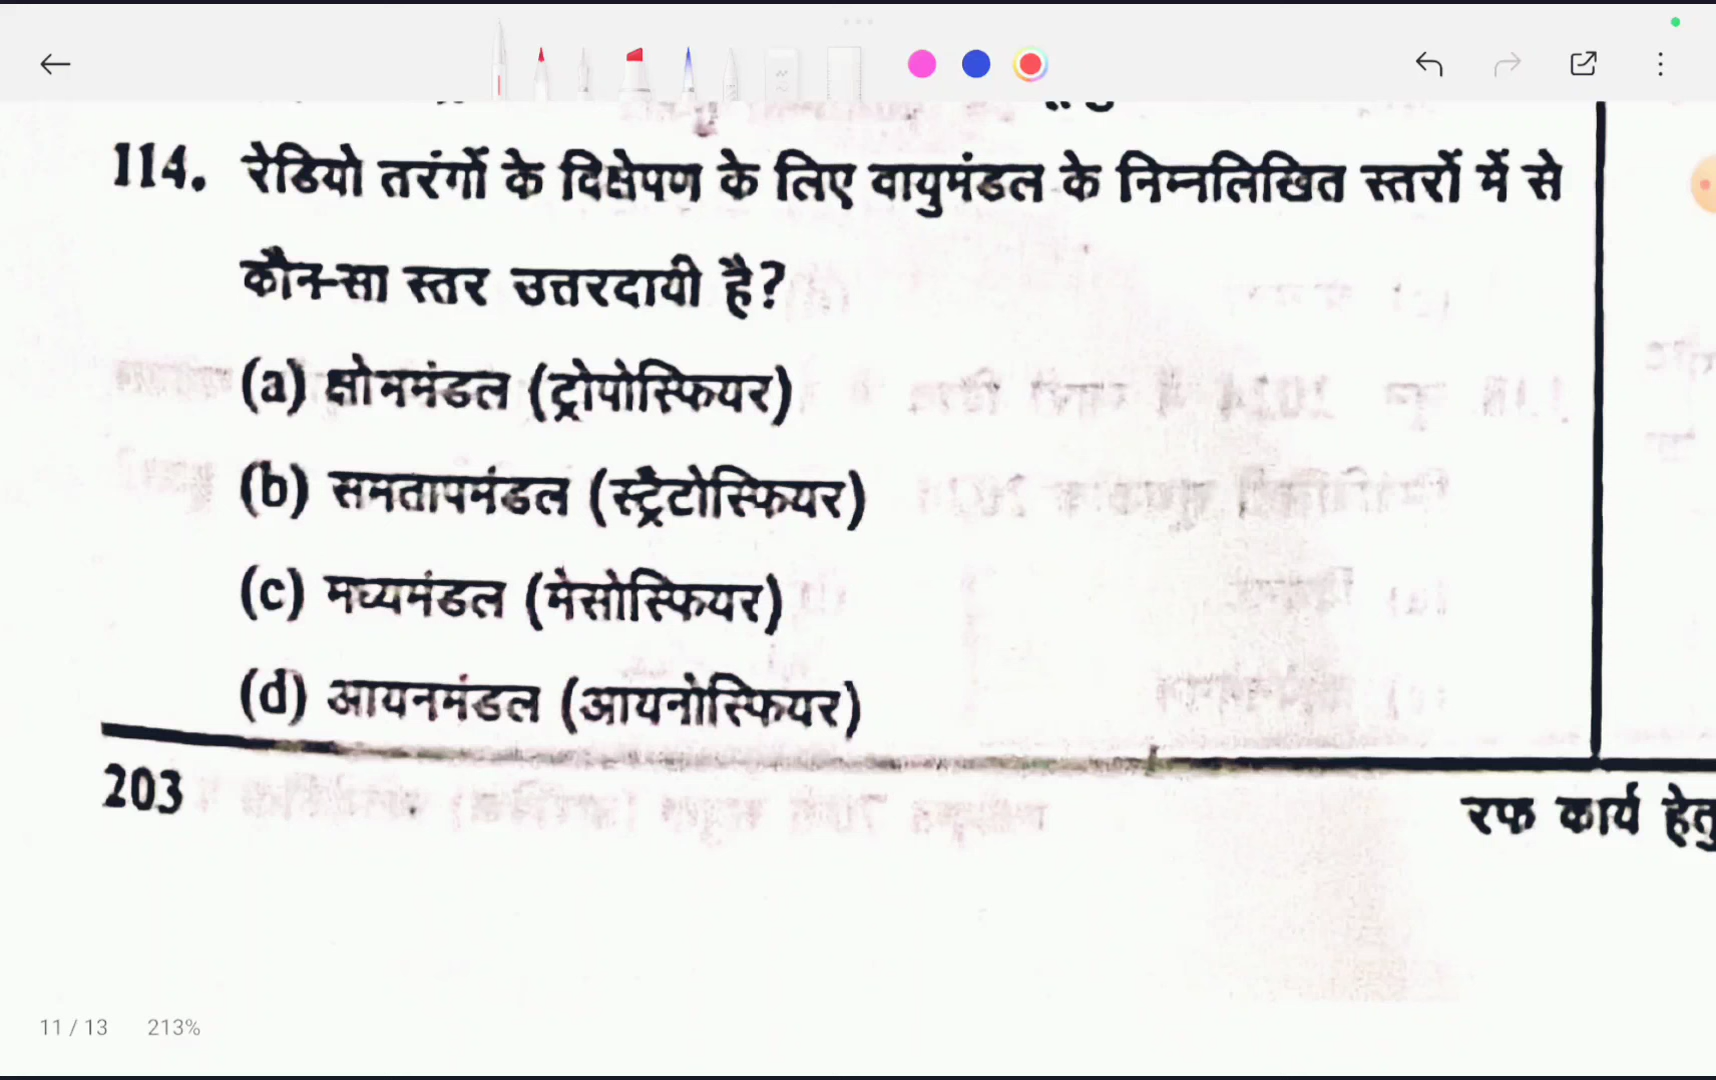 114. रेडियो तरंगों के विक्षेपण के लिए वायुमंडल के निम्नलिखित स्तरों में से
कौन-सा स्तर उत्तरदायी है?
(a) क्षोभमंडल (ट्रोपोस्फियर)
(b) समतापमंडल (स्ट्रैटोस्फियर)
(c) मध्यमंडल (मेसोस्फियर)
(d) आयनमंडल (आयनोस्फियर)
203
रफ कार्य हेतु
11 / 13 213%